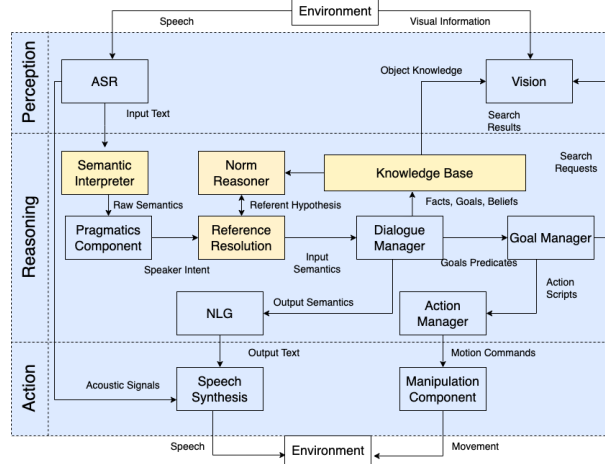 Environment
Speech
Visual Information
Perception
ASR
Object Knowledge
Vision
Input Text
Search
Results
Reasoning
Semantic
Interpreter
Norm
Reasoner
Knowledge Base
Search
Requests
Raw Semantics
Referent Hypothesis
Facts, Goals, Beliefs
Pragmatics
Component
Reference
Resolution
Dialogue
Manager
Goal Manager
Speaker Intent
Input
Semantics
Goals Predicates
Action
Scripts
Output Semantics
NLG
Action
Manager
Output Text
Motion Commands
Action
Acoustic Signals
Speech
Synthesis
Manipulation
Component
Speech
Environment
Movement